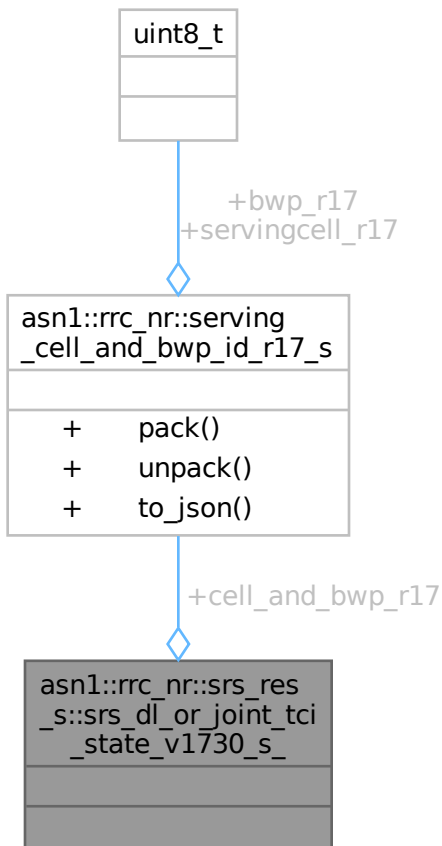 uint8_t
+bwp_r17
+servingcell_r17
asn1::rrc_nr::serving
_cell_and_bwp_id_r17_s
+ pack()
+ unpack()
+ to_json()
+cell_and_bwp_r17
asn1::rrc_nr::srs_res
_s::srs_dl_or_joint_tci
_state_v1730_s_